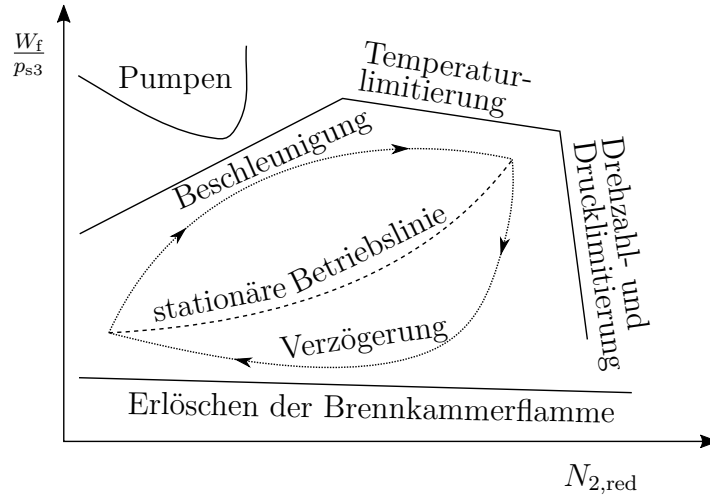 W_f
p_s3
Pumpen
Temperatur-
limitierung
Beschleunigung
Drehzahl- und
Drucklimitierung
stationäre Betriebslinie
Verzögerung
Erlöschen der Brennkammerflamme
N_2,red